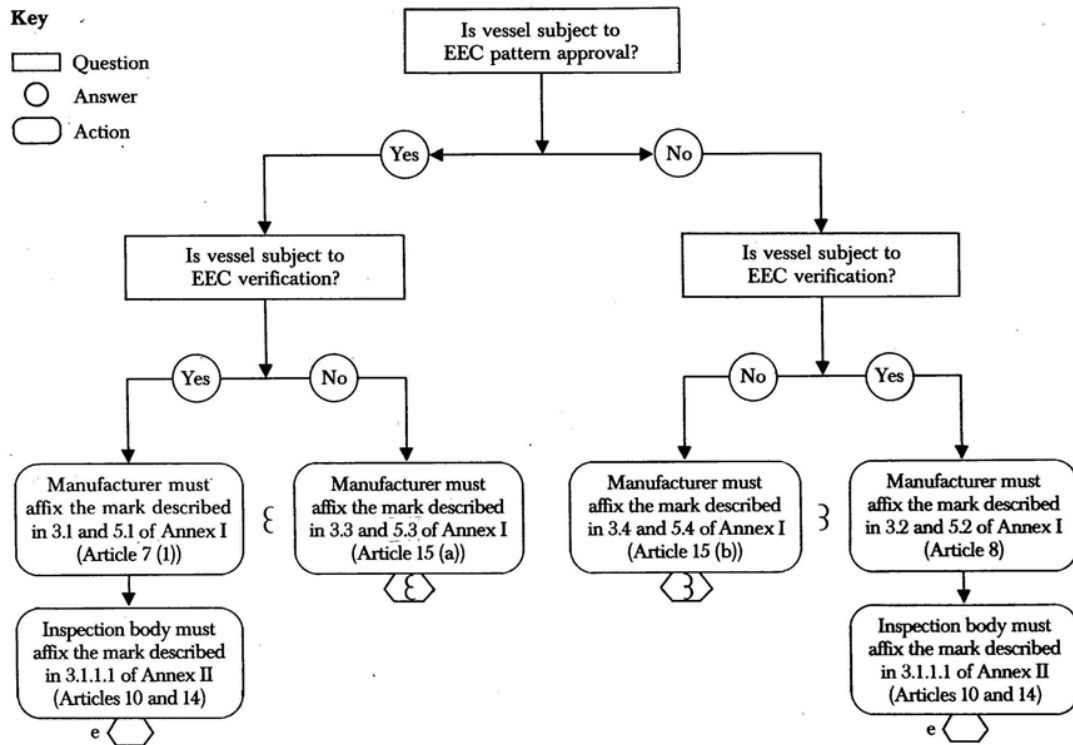 Key
Question
Answer
Action
Is vessel subject to
EEC pattern approval?
Yes
No
Is vessel subject to
EEC verification?
Is vessel subject to
EEC verification?
Yes
No
No
Yes
Manufacturer must
affix the mark described
in 3.1 and 5.1 of Annex I
(Article 7 (1))
Manufacturer must
affix the mark described
in 3.3 and 5.3 of Annex I
(Article 15 (a))
Manufacturer must
affix the mark described
in 3.4 and 5.4 of Annex I
(Article 15 (b))
Manufacturer must
affix the mark described
in 3.2 and 5.2 of Annex I
(Article 8)
Inspection body must
affix the mark described
in 3.1.1.1 of Annex II
(Articles 10 and 14)
e
Inspection body must
affix the mark described
in 3.1.1.1 of Annex II
(Articles 10 and 14)
e